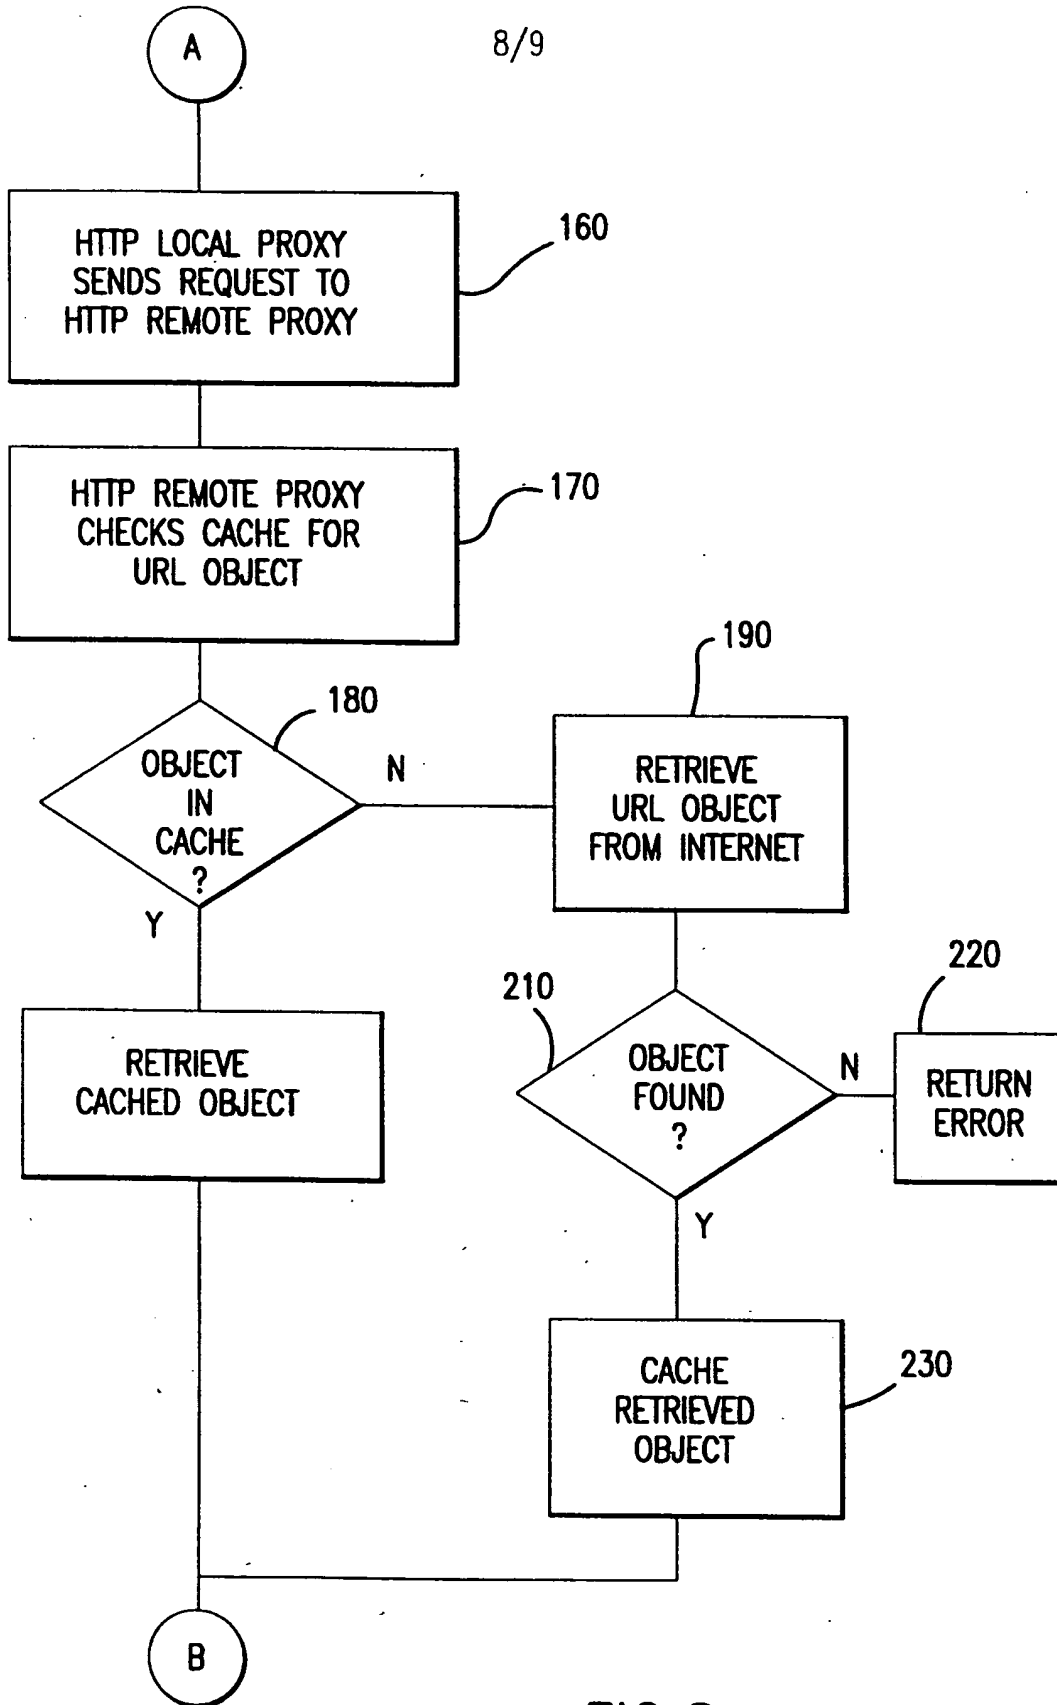 8/9
A
HTTP LOCAL PROXY
SENDS REQUEST TO
HTTP REMOTE PROXY
160
HTTP REMOTE PROXY
CHECKS CACHE FOR
URL OBJECT
170
OBJECT
IN
CACHE
?
180
N
Y
190
RETRIEVE
URL OBJECT
FROM INTERNET
RETRIEVE
CACHED OBJECT
210
OBJECT
FOUND
?
N
Y
220
RETURN
ERROR
CACHE
RETRIEVED
OBJECT
230
B